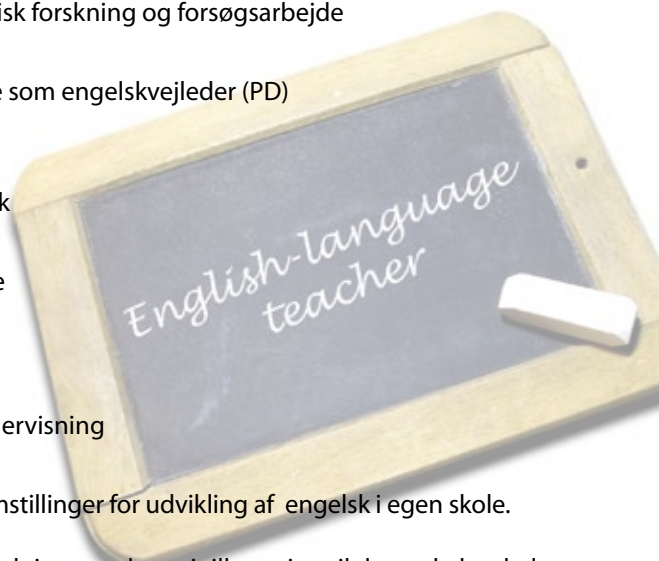 isk forskning og forsøgsarbejde
e som engelskvejleder (PD)
k
e
English-language
teacher
ervisning
nstillinger for udvikling af engelsk i egen skole.